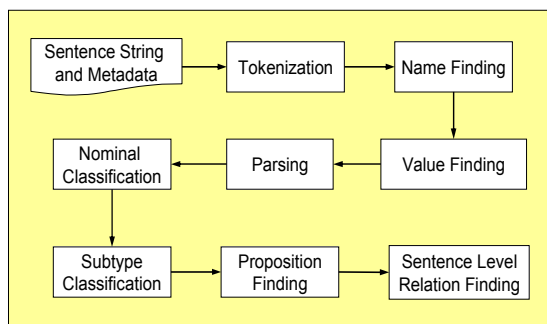 Sentence String
and Metadata
Tokenization
Name Finding
Nominal
Classification
Parsing
Value Finding
Subtype
Classification
Proposition
Finding
Sentence Level
Relation Finding